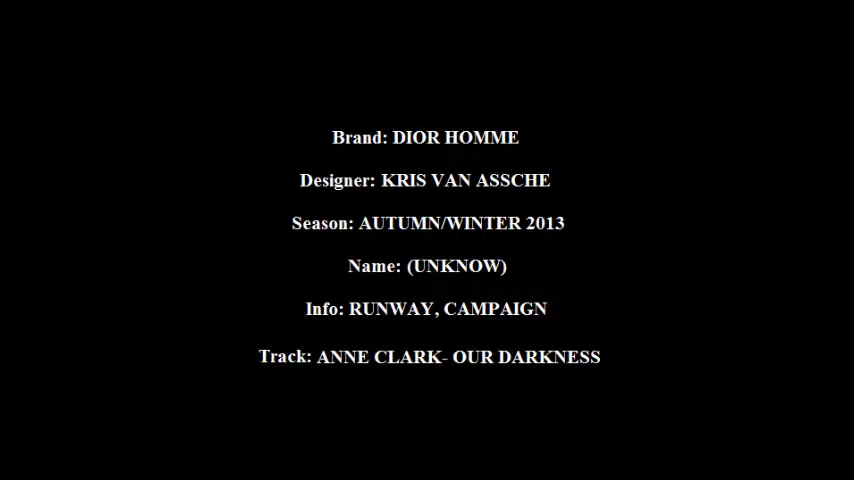 Brand: DIOR HOMME
Designer: KRIS VAN ASSCHE
Season: AUTUMN/WINTER 2013
Name: (UNKNOW)
Info: RUNWAY, CAMPAIGN
Track: ANNE CLARK- OUR DARKNESS